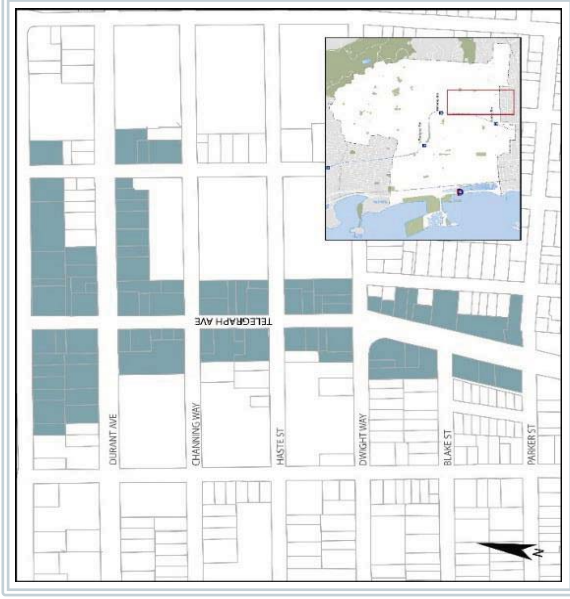 TELEGRAPH AVE
DURANT AVE
CHANNING WAY
HASTE ST
DWIGHT WAY
BLAKE ST
PARKER ST
N